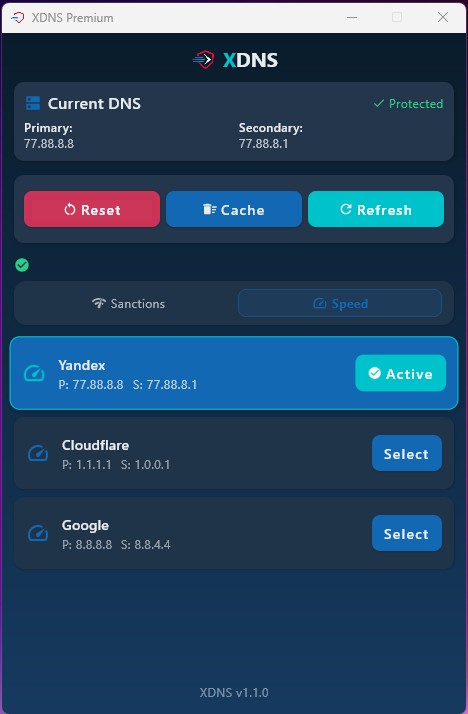 XDNS Premium
XDNS
Current DNS
Protected
Primary: Secondary:
77.88.8.8 77.88.8.1
Reset Cache Refresh
Sanctions Speed
Yandex
P: 77.88.8.8 S: 77.88.8.1
Active
Cloudflare
P: 1.1.1.1 S: 1.0.0.1
Select
Google
P: 8.8.8.8 S: 8.8.4.4
Select
XDNS v1.1.0